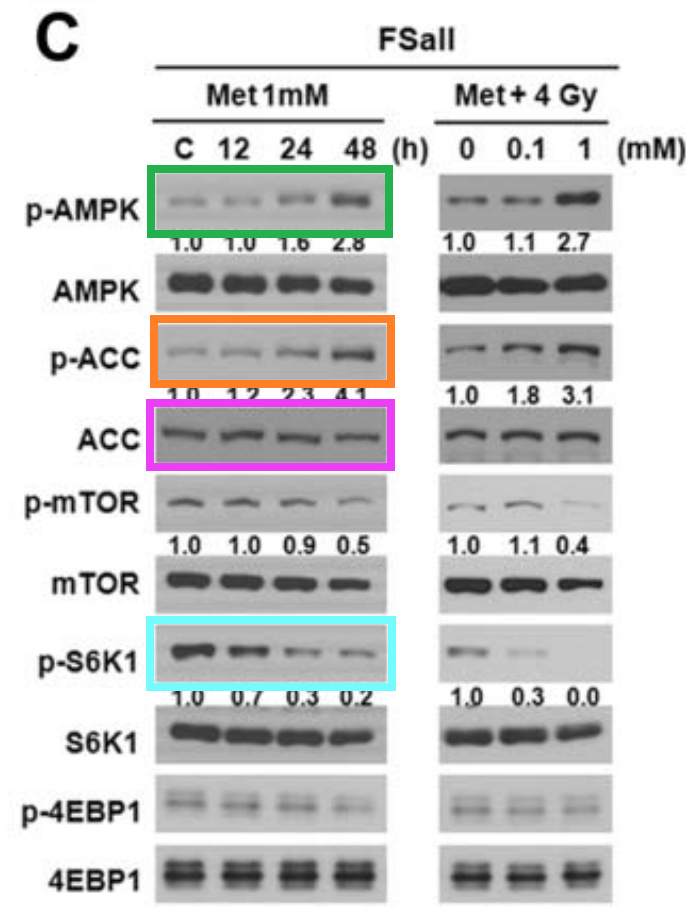 C
FSaII
Met 1mM Met + 4 Gy
C 12 24 48 (h) 0 0.1 1 (mM)
p-AMPK
1.0 1.0 1.6 2.8 1.0 1.1 2.7
AMPK
p-ACC
1.0 1.2 2.3 4.1 1.0 1.8 3.1
ACC
p-mTOR
1.0 1.0 0.9 0.5 1.0 1.1 0.4
mTOR
p-S6K1
1.0 0.7 0.3 0.2 1.0 0.3 0.0
S6K1
p-4EBP1
4EBP1